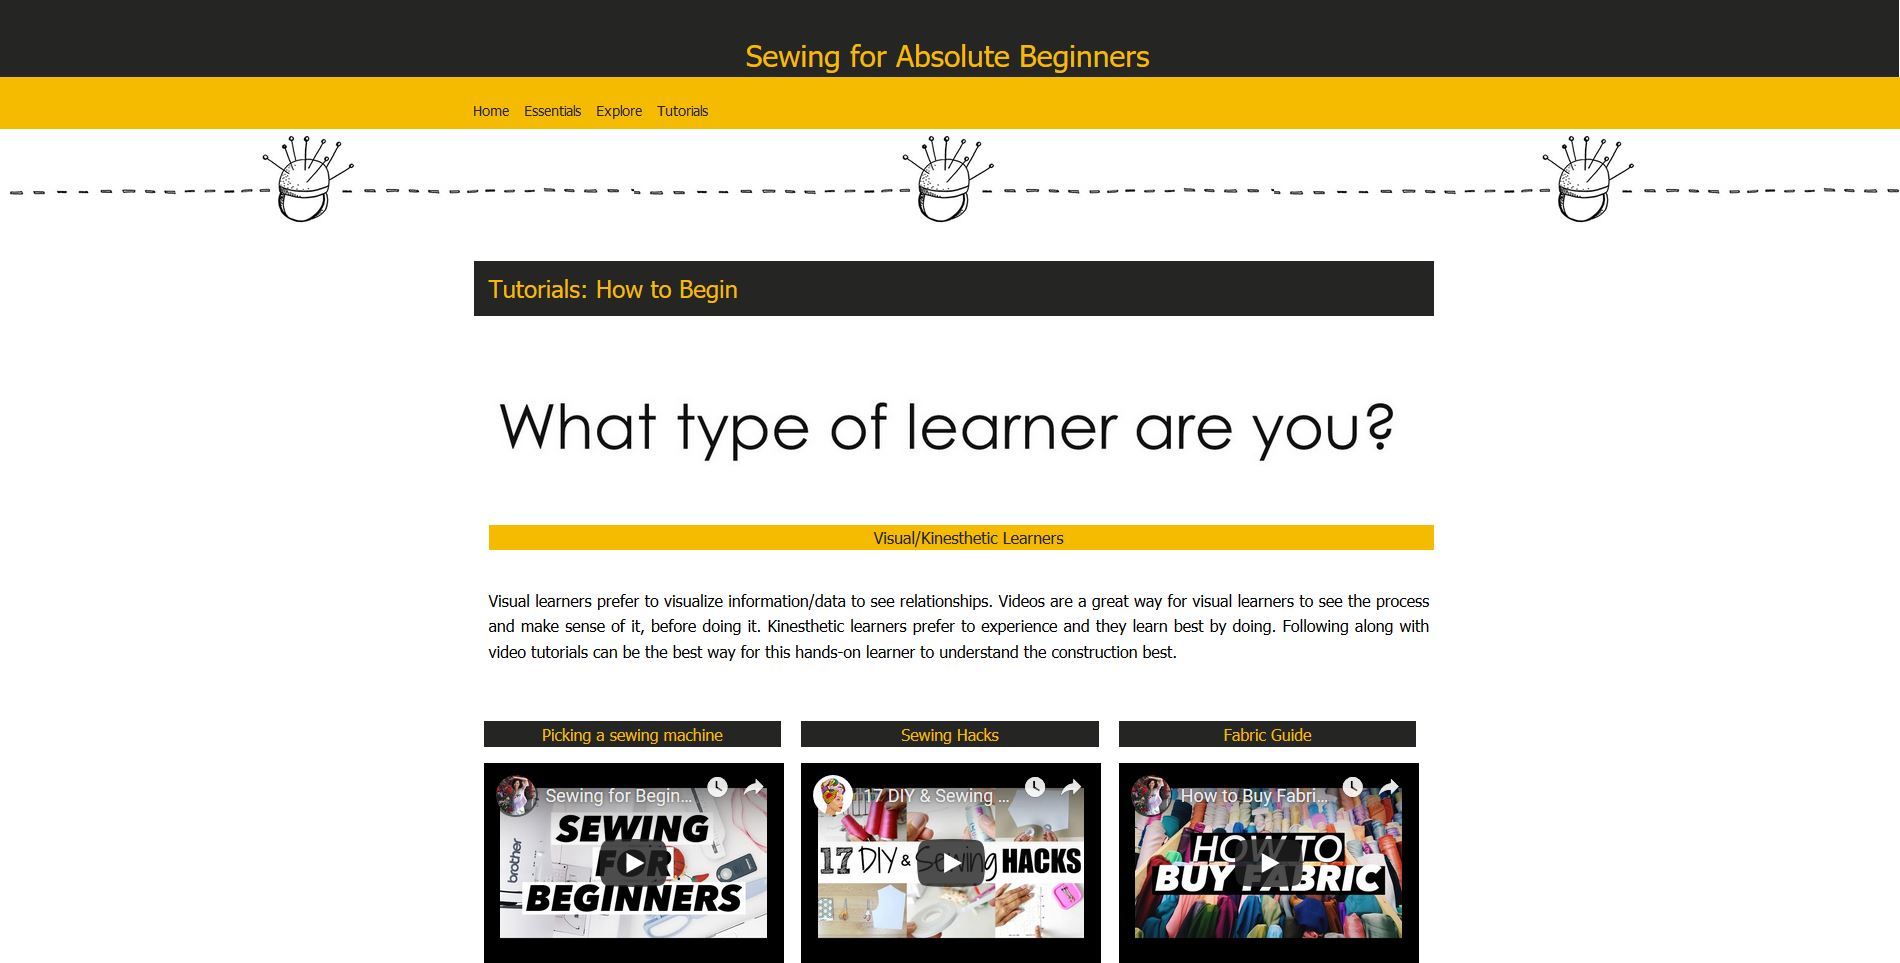 Sewing for Absolute Beginners
Home Essentials Explore Tutorials
Tutorials: How to Begin
What type of learner are you?
Visual/Kinesthetic Learners
Visual learners prefer to visualize information/data to see relationships. Videos are a great way for visual learners to see the process
and make sense of it, before doing it. Kinesthetic learners prefer to experience and they learn best by doing. Following along with
video tutorials can be the best way for this hands-on learner to understand the construction best.
Picking a sewing machine
Sewing for Begin...
brother
SEWING
FOR
BEGINNERS
Sewing Hacks
17 DIY & Sewing ...
17 DIY & Sewing HACKS
Fabric Guide
How to Buy Fabri...
HOW TO
BUY FABRIC